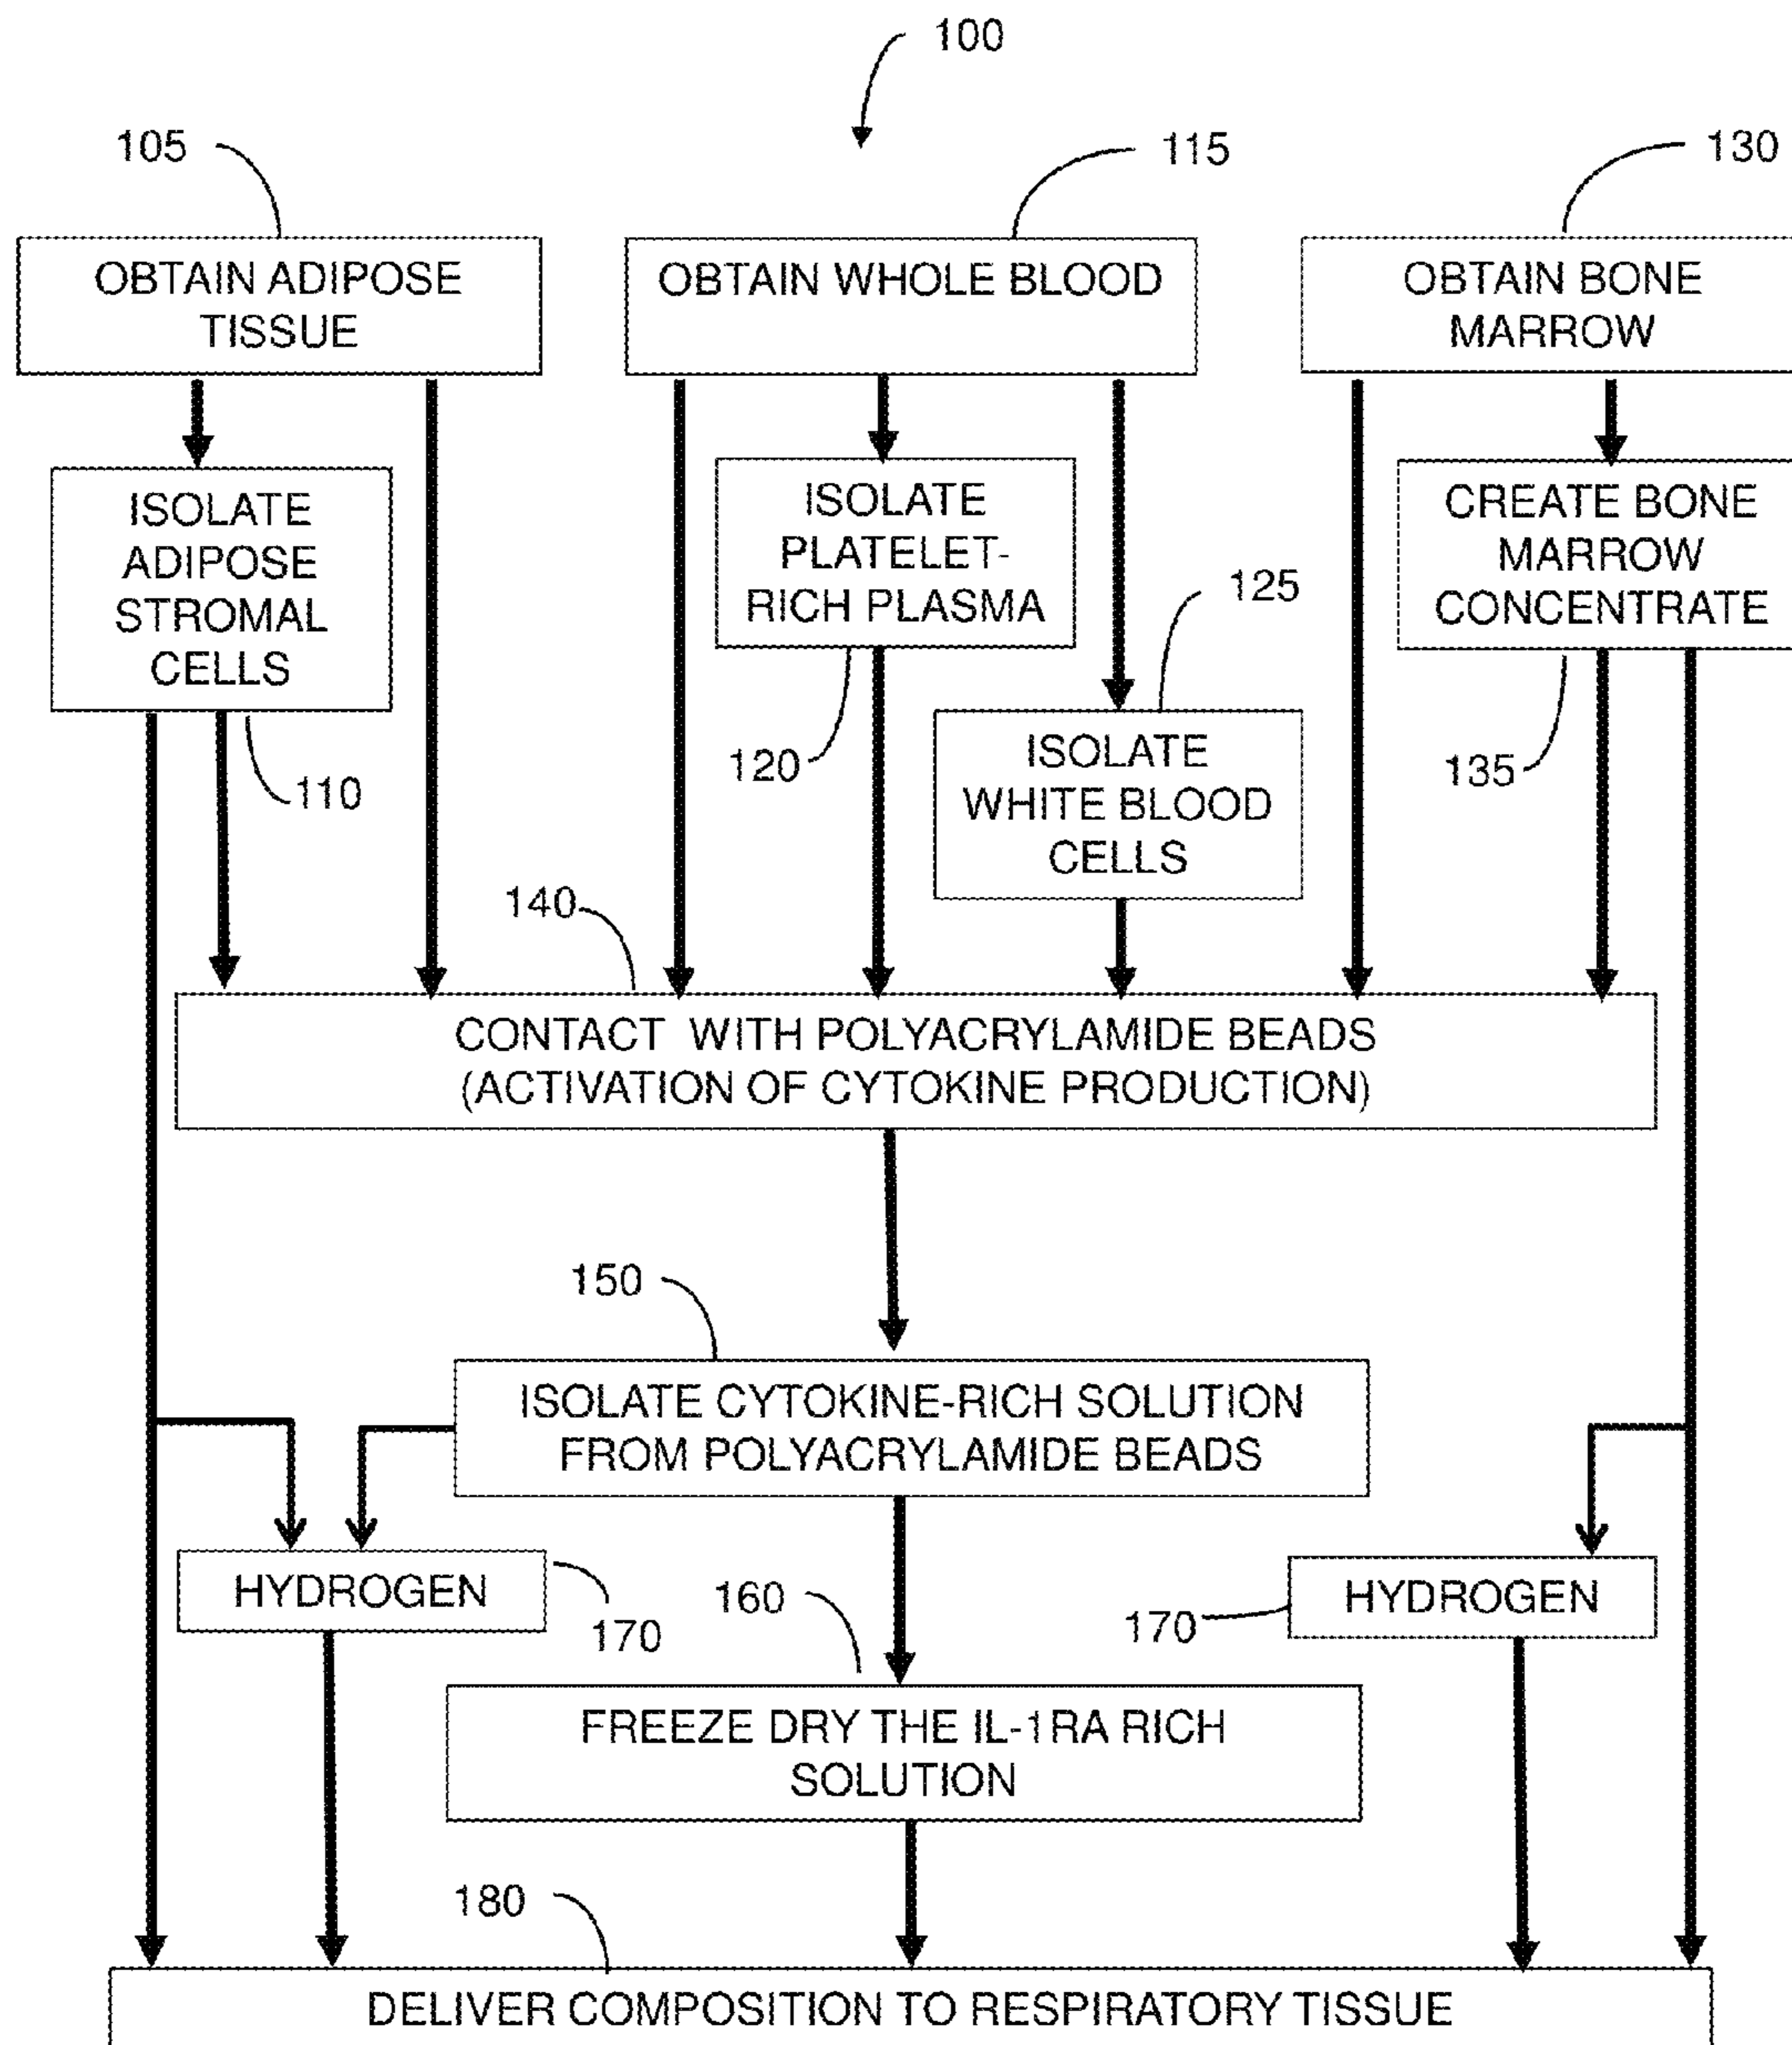 100
105
115
130
OBTAIN ADIPOSE
TISSUE
OBTAIN WHOLE BLOOD
OBTAIN BONE
MARROW
ISOLATE
ADIPOSE
STROMAL
CELLS
ISOLATE
PLATELET-
RICH PLASMA
125
CREATE BONE
MARROW
CONCENTRATE
110
120
ISOLATE
WHITE BLOOD
CELLS
135
140
CONTACT WITH POLYACRYLAMIDE BEADS
(ACTIVATION OF CYTOKINE PRODUCTION)
150
ISOLATE CYTOKINE-RICH SOLUTION
FROM POLYACRYLAMIDE BEADS
HYDROGEN
170
160
170
HYDROGEN
FREEZE DRY THE IL-1RA RICH
SOLUTION
180
DELIVER COMPOSITION TO RESPIRATORY TISSUE